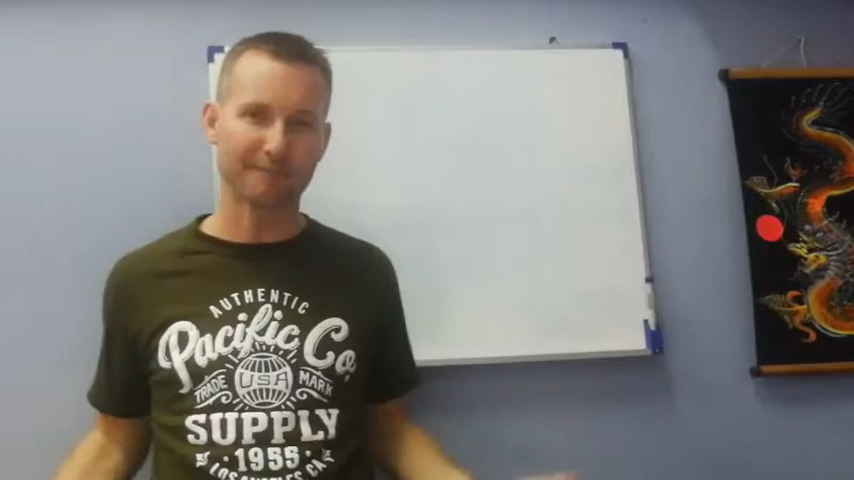 AUTHENTIC
Pacific Co
TRADE USA MARK
SUPPLY
1955
LOS ANGELES CA